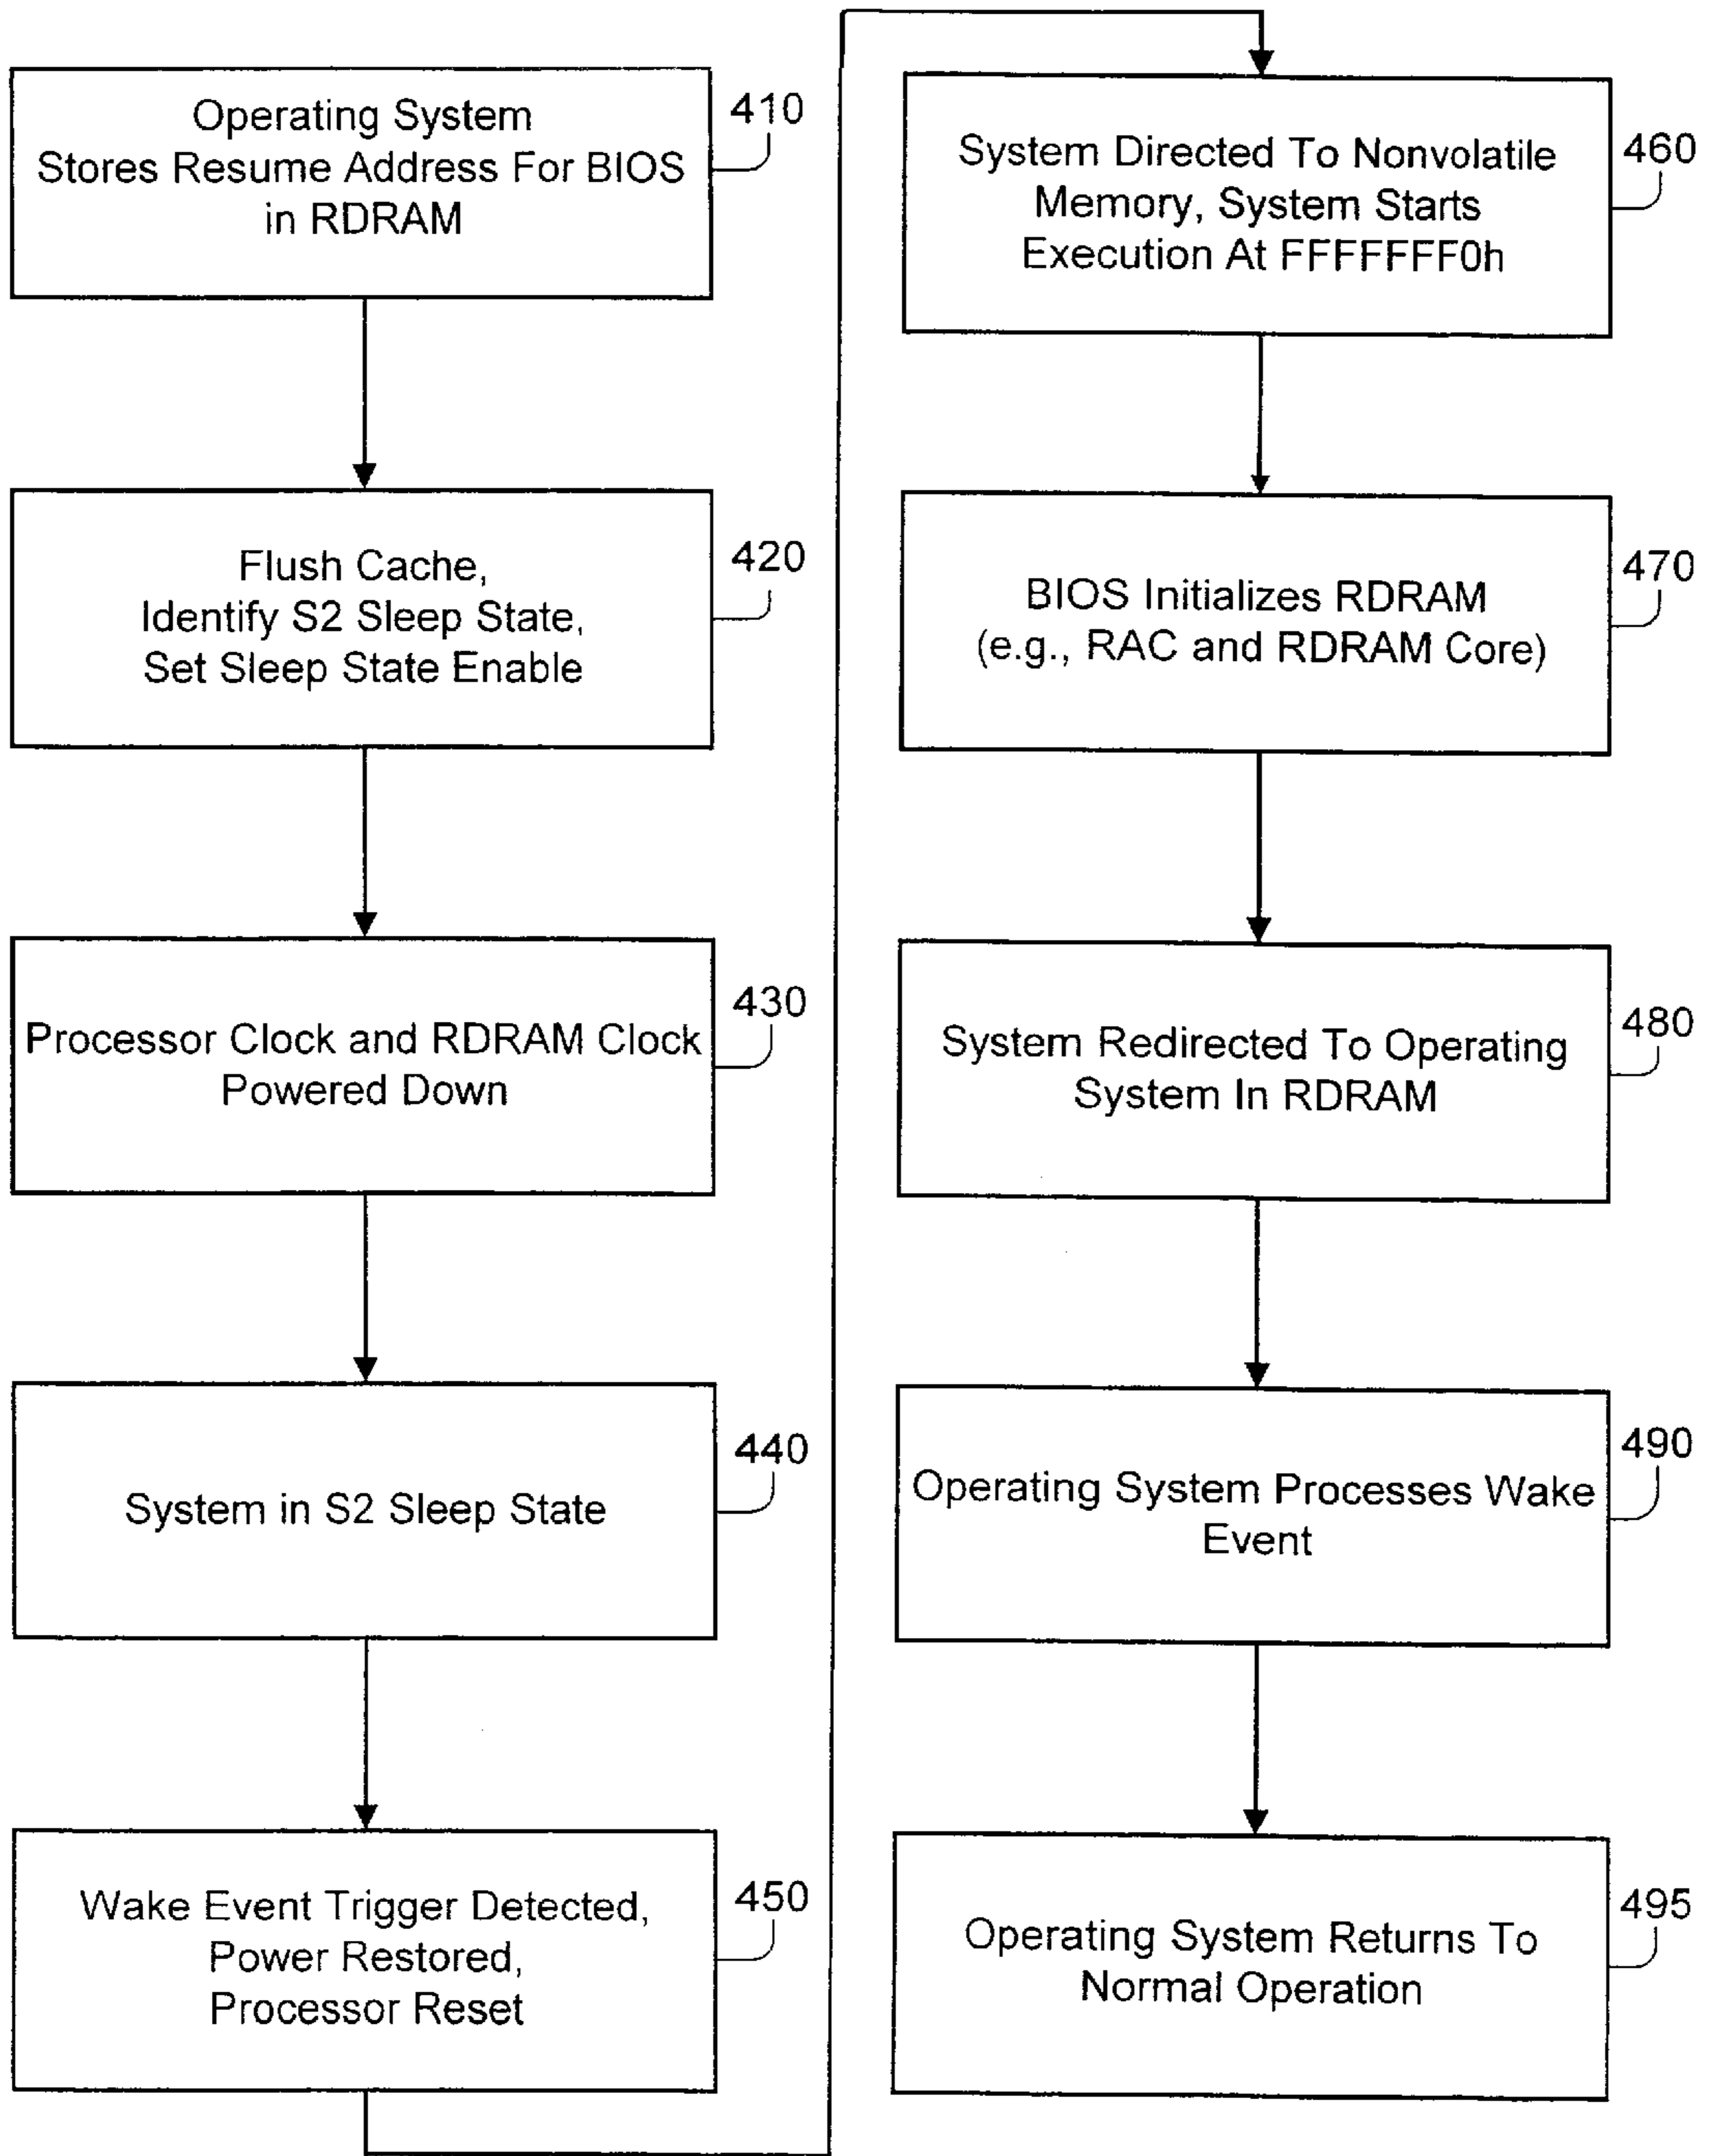 Operating System
Stores Resume Address For BIOS
in RDRAM
410
Flush Cache,
Identify S2 Sleep State,
Set Sleep State Enable
420
Processor Clock and RDRAM Clock
Powered Down
430
System in S2 Sleep State
440
Wake Event Trigger Detected,
Power Restored,
Processor Reset
450
System Directed To Nonvolatile
Memory, System Starts
Execution At FFFFFFF0h
460
BIOS Initializes RDRAM
(e.g., RAC and RDRAM Core)
470
System Redirected To Operating
System In RDRAM
480
Operating System Processes Wake
Event
490
Operating System Returns To
Normal Operation
495